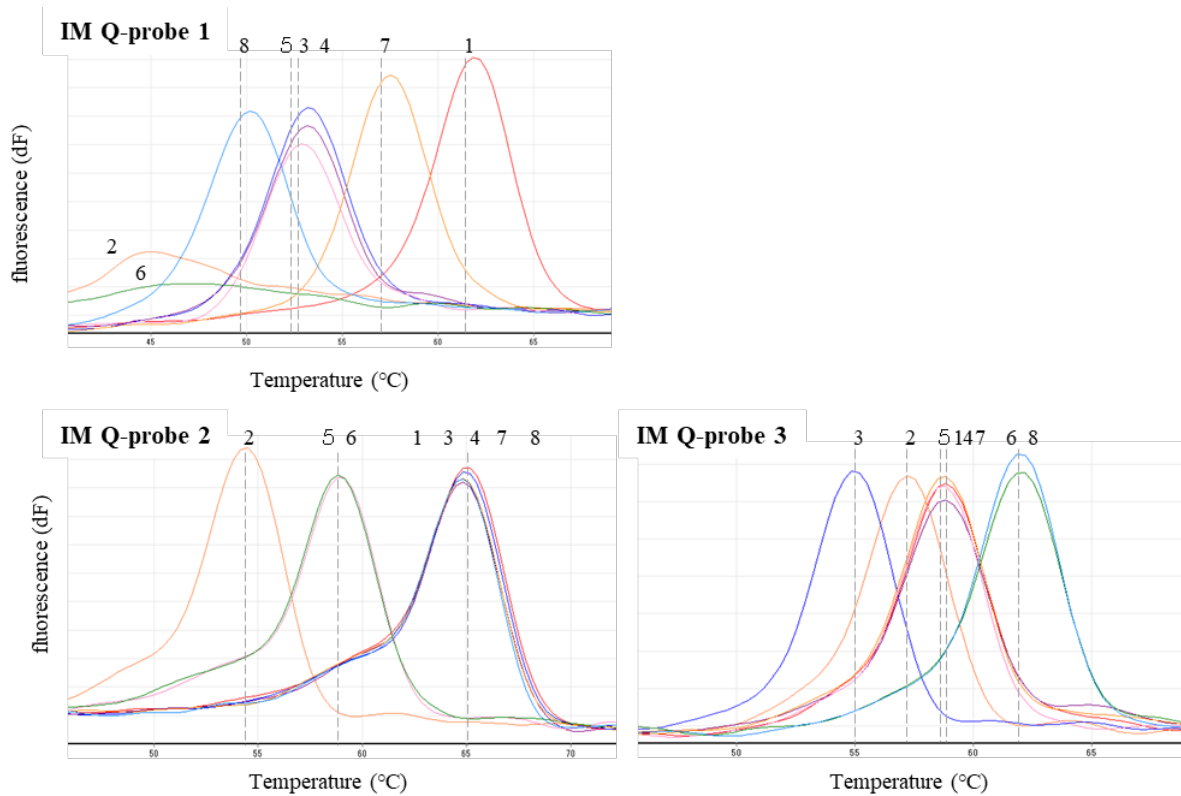 IM Q-probe 1
8 5 3 4 7 1
2
6
fluorescence (dF)
45 50 55 60 65
Temperature (°C)
IM Q-probe 2
2 5 6 1 3 4 7 8
fluorescence (dF)
50 55 60 65 70
Temperature (°C)
IM Q-probe 3
3 2 5 1 4 7 6 8
50 55 60 65
Temperature (°C)